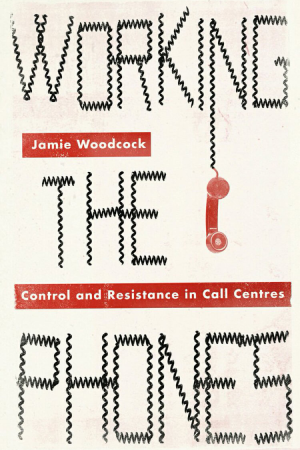 WORKING
Jamie Woodcock
THE
Control and Resistance in Call Centres
PHONES